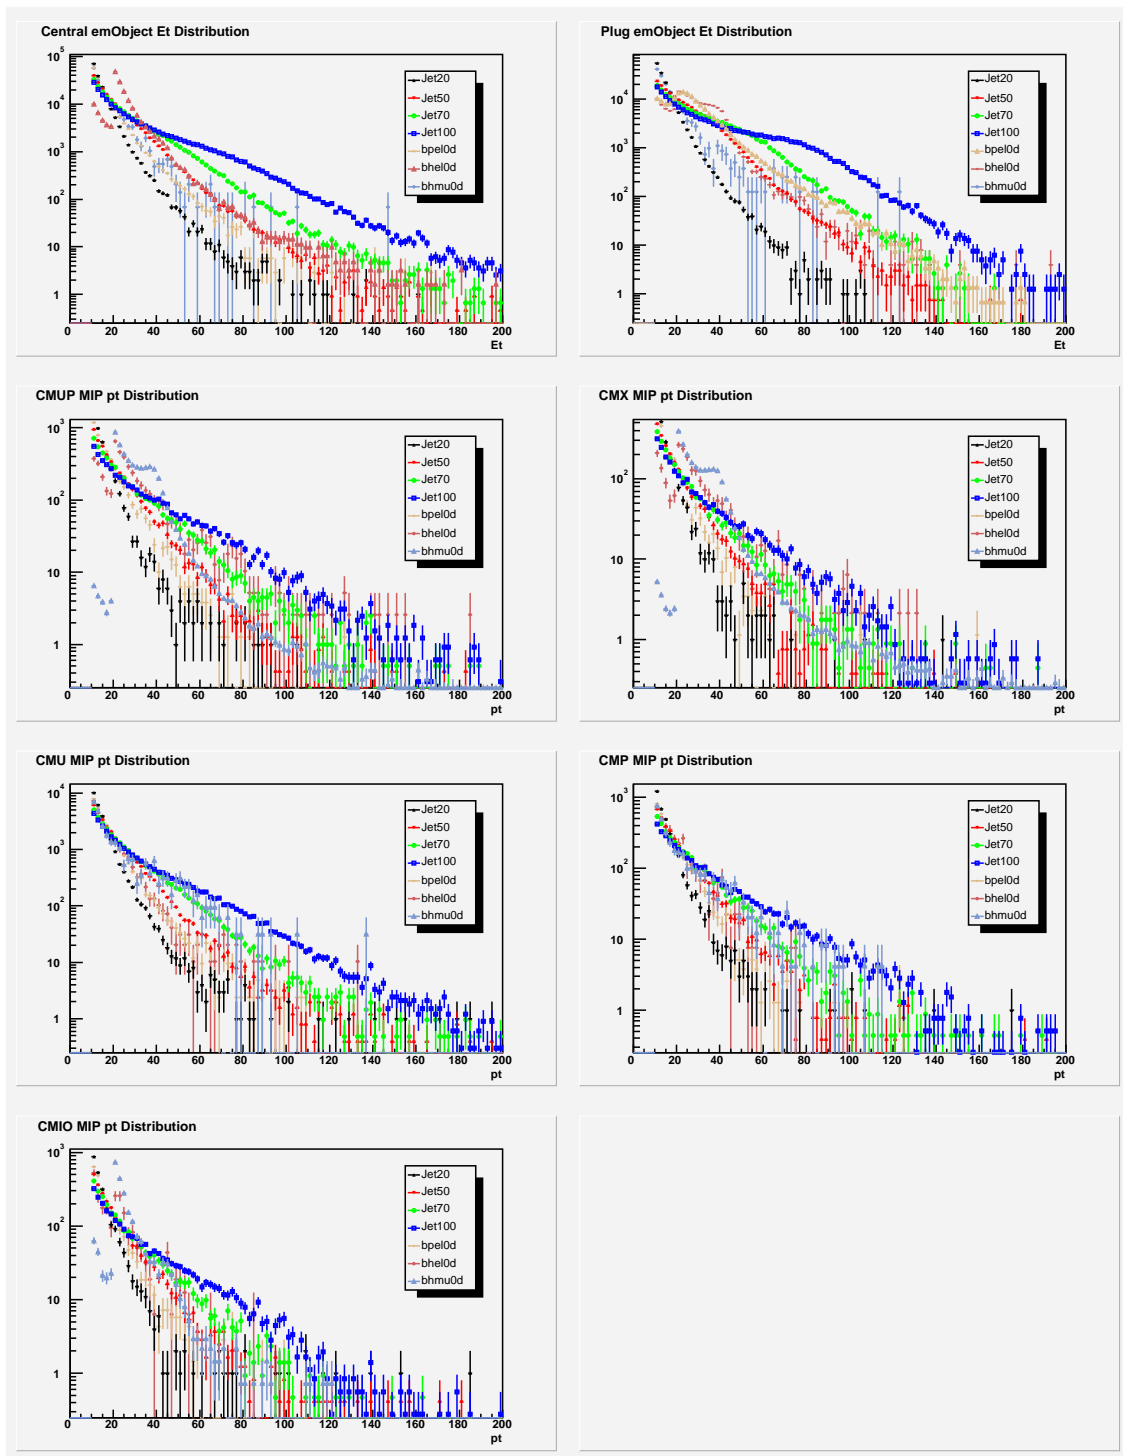 Central emObject Et Distribution
10^5
10^4
10^3
10^2
10
1
0 20 40 60 80 100 120 140 160 180 200
Et
Jet20
Jet50
Jet70
Jet100
bpel0d
bhel0d
bhmu0d
Plug emObject Et Distribution
10^4
10^3
10^2
10
1
0 20 40 60 80 100 120 140 160 180 200
Et
Jet20
Jet50
Jet70
Jet100
bpel0d
bhel0d
bhmu0d
CMUP MIP pt Distribution
10^3
10^2
10
1
0 20 40 60 80 100 120 140 160 180 200
pt
Jet20
Jet50
Jet70
Jet100
bpel0d
bhel0d
bhmu0d
CMX MIP pt Distribution
10^2
10
1
0 20 40 60 80 100 120 140 160 180 200
pt
Jet20
Jet50
Jet70
Jet100
bpel0d
bhel0d
bhmu0d
CMU MIP pt Distribution
10^4
10^3
10^2
10
1
0 20 40 60 80 100 120 140 160 180 200
pt
Jet20
Jet50
Jet70
Jet100
bpel0d
bhel0d
bhmu0d
CMP MIP pt Distribution
10^3
10^2
10
1
0 20 40 60 80 100 120 140 160 180 200
pt
Jet20
Jet50
Jet70
Jet100
bpel0d
bhel0d
bhmu0d
CMIO MIP pt Distribution
10^3
10^2
10
1
0 20 40 60 80 100 120 140 160 180 200
pt
Jet20
Jet50
Jet70
Jet100
bpel0d
bhel0d
bhmu0d